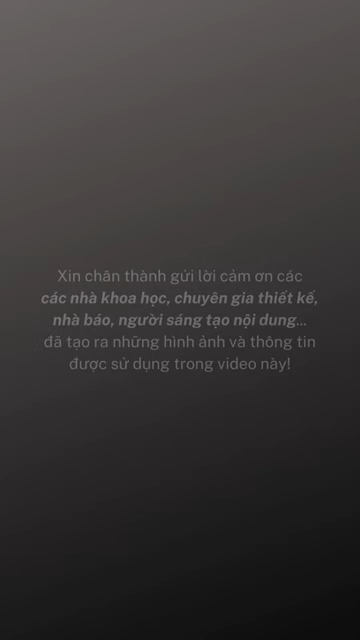 Xin chân thành gửi lời cảm ơn các
các nhà khoa học, chuyên gia thiết kế,
nhà báo, người sáng tạo nội dung...
đã tạo ra những hình ảnh và thông tin
được sử dụng trong video này!